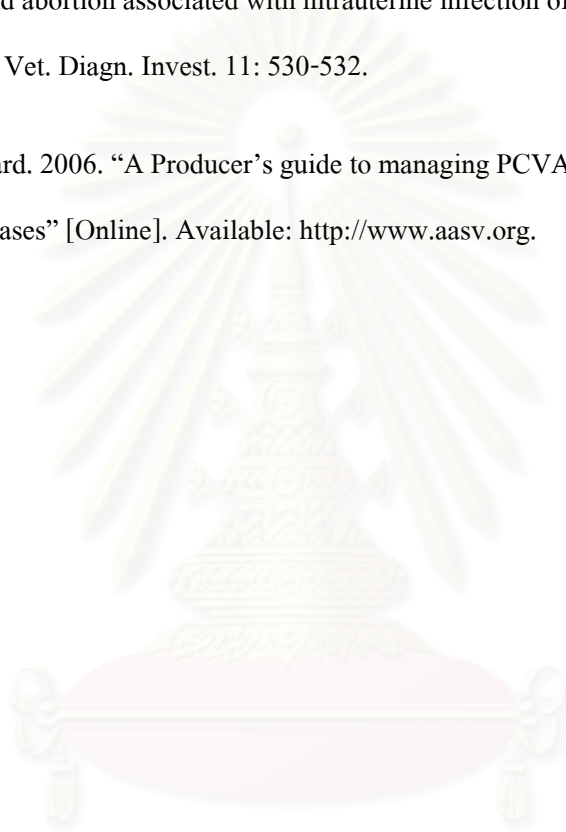 d abortion associated with intrauterine infection of
Vet. Diagn. Invest. 11: 530-532.
ard. 2006. “A Producer’s guide to managing PCVA
ases” [Online]. Available: http://www.aasv.org.